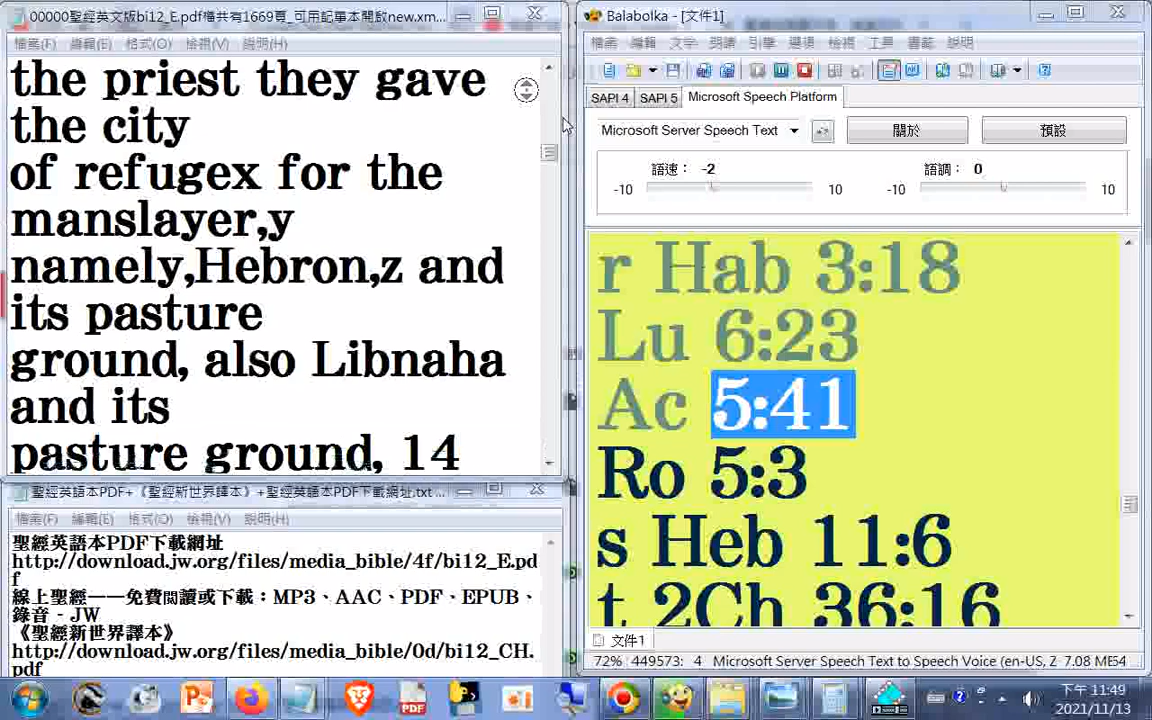 00000聖經英文版bi12_E.pdf檔共有1669頁_可用記事本開啟new.xm...
檔案(F) 編輯(E) 格式(O) 檢視(V) 說明(H)
the priest they gave
the city
of refugex for the
manslayer,y
namely,Hebron,z and
its pasture
ground, also Libnaha
and its
pasture ground, 14
聖經英語本PDF+《聖經新世界譯本》+聖經英語本PDF下載網址.txt ...
檔案(F) 編輯(E) 格式(O) 檢視(V) 說明(H)
聖經英語本PDF下載網址
http://download.jw.org/files/media_bible/4f/bi12_E.pd
f
線上聖經——免費閱讀或下載：MP3、AAC、PDF、EPUB、
錄音 - JW
《聖經新世界譯本》
http://download.jw.org/files/media_bible/0d/bi12_CH.
pdf
Balabolka - [文件1]
檔案 編輯 文字 朗讀 引擎 選項 檢視 工具 書籤 說明
SAPI 4 SAPI 5 Microsoft Speech Platform
Microsoft Server Speech Text 關於 預設
語速： -2 語調： 0
-10 10 -10 10
r Hab 3:18
Lu 6:23
Ac 5:41
Ro 5:3
s Heb 11:6
t 2Ch 36:16
文件1
72% 449573: 4 Microsoft Server Speech Text to Speech Voice (en-US, Z 7.08 ME54
下午 11:49
2021/11/13